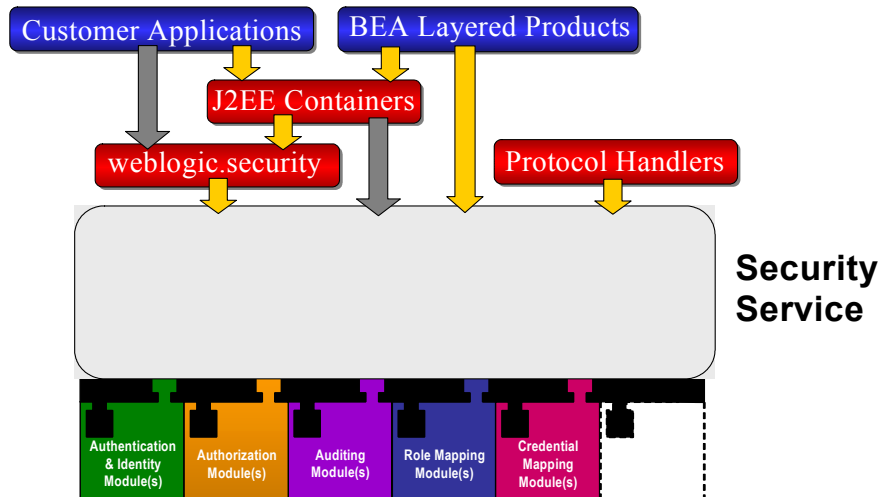 Customer Applications
BEA Layered Products
J2EE Containers
weblogic.security
Protocol Handlers
Security
Service
Authentication
& Identity
Module(s)
Authorization
Module(s)
Auditing
Module(s)
Role Mapping
Module(s)
Credential
Mapping
Module(s)